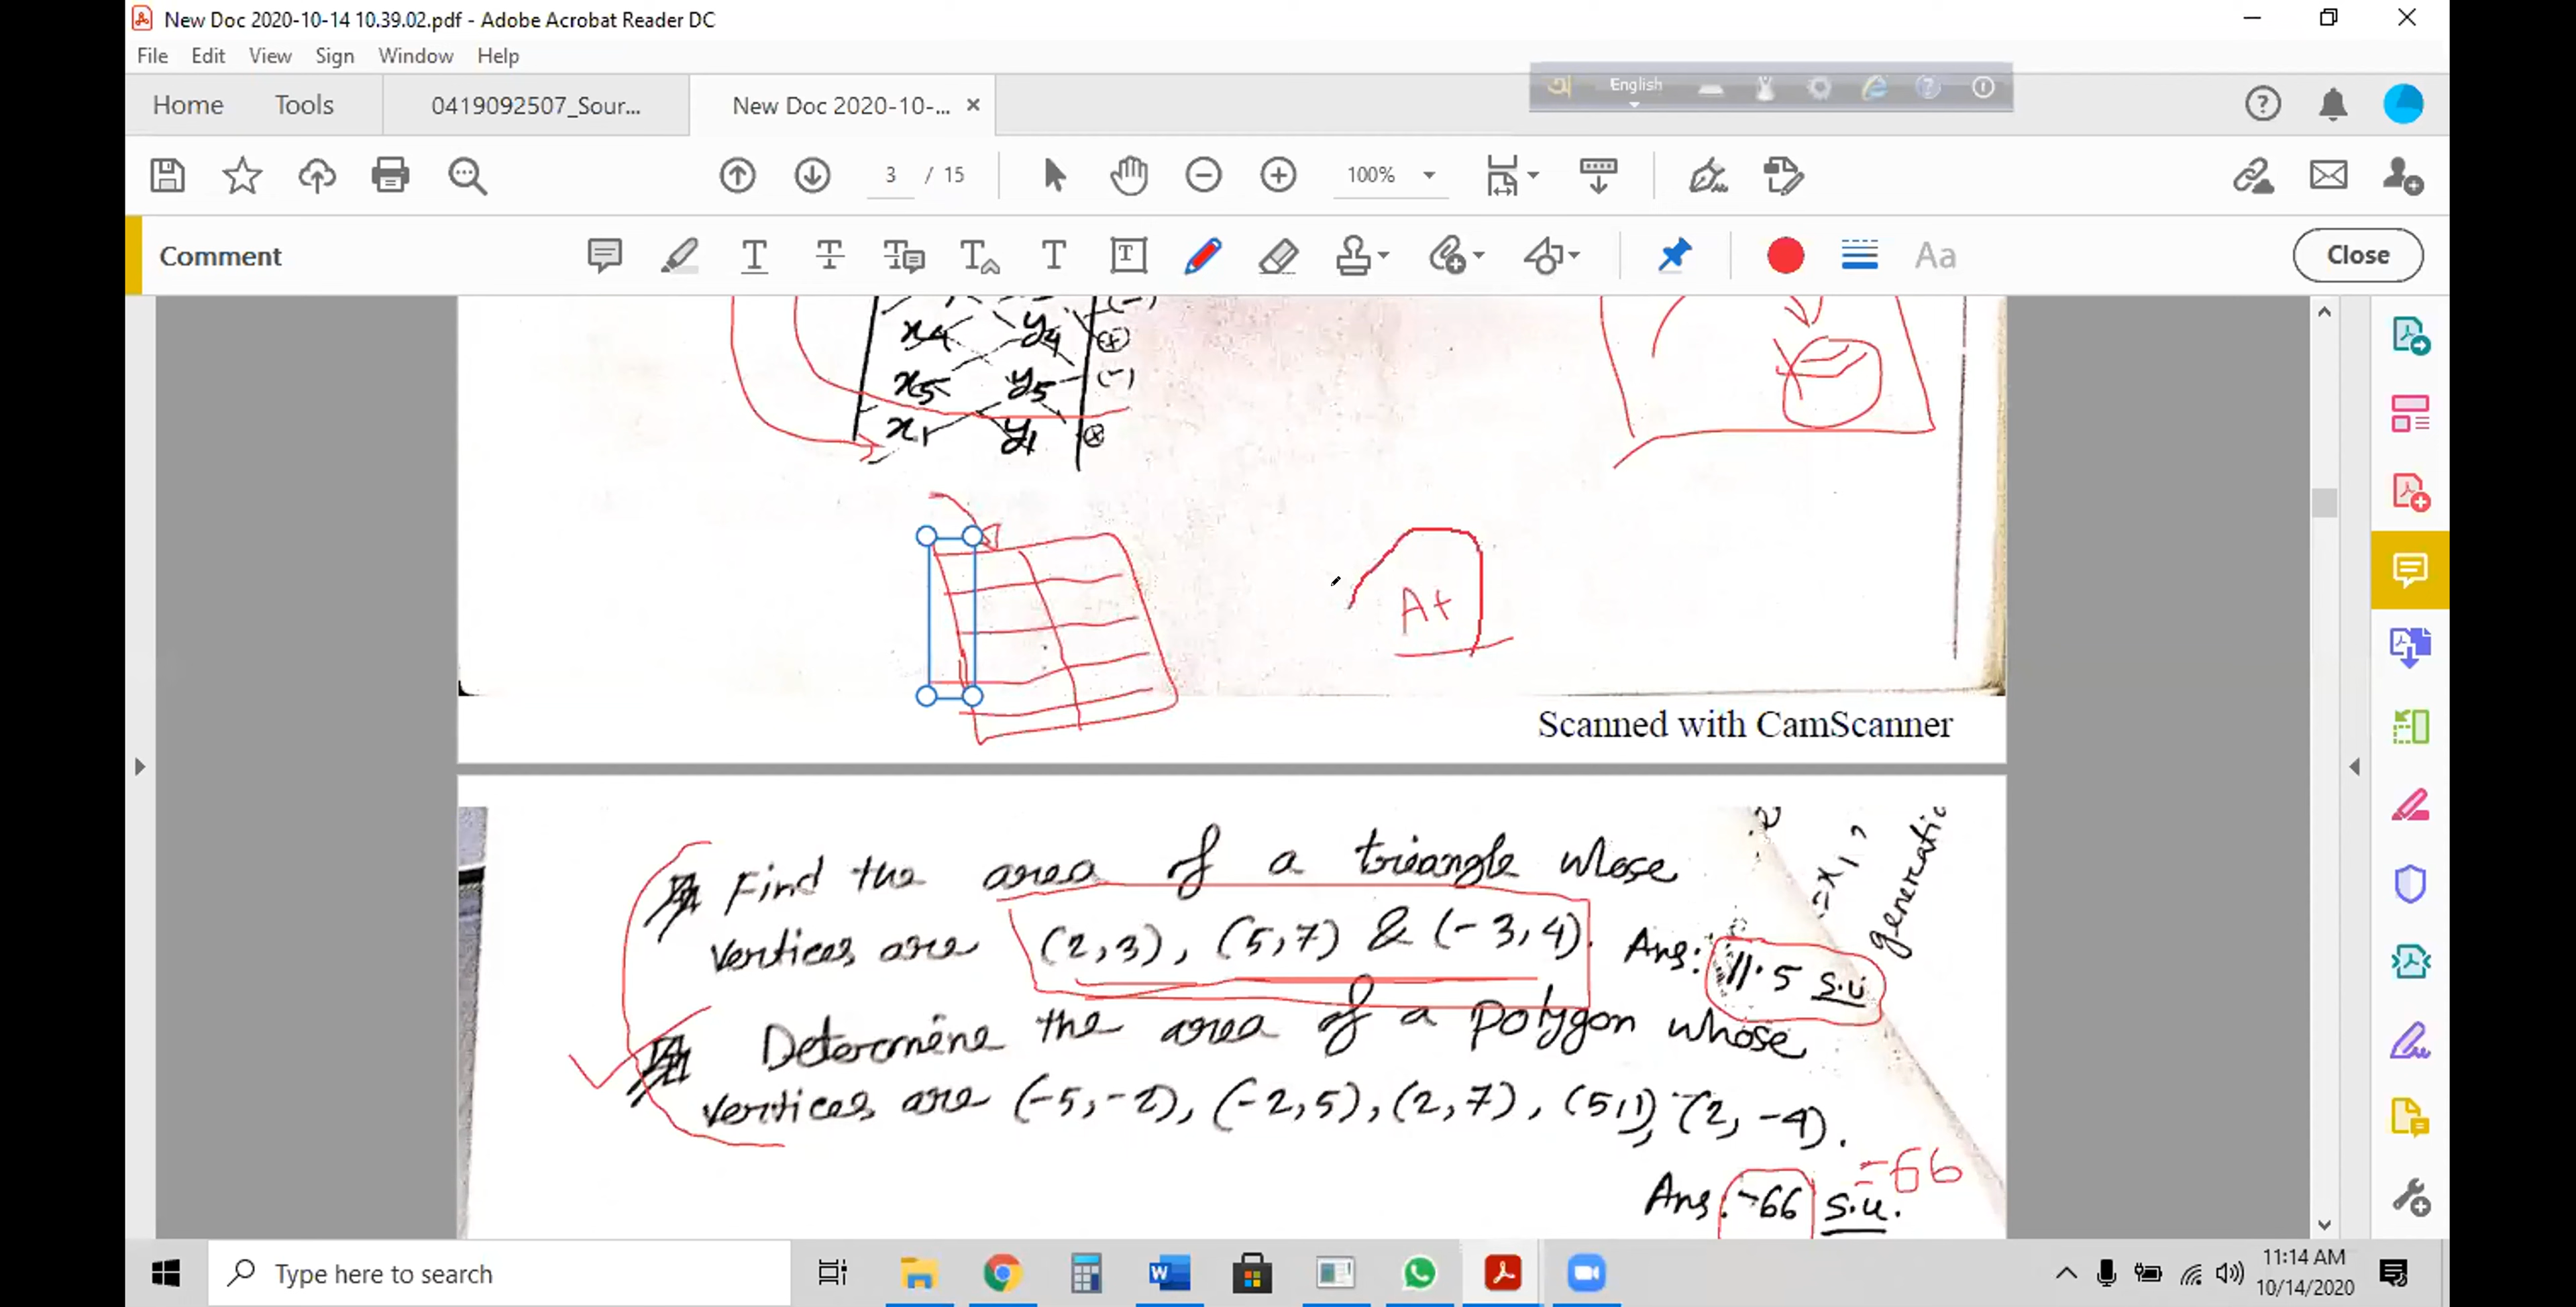 New Doc 2020-10-14 10.39.02.pdf - Adobe Acrobat Reader DC
File Edit View Window Help
Home Tools 0419092507_Sour... New Doc 2020-10-... ×
English
3 / 15 100%
Comment
Close
x4 y4 (+)
x5 y5 (-)
x1 y1
A+
Scanned with CamScanner
Find the area of a triangle whose
vertices are (2,3), (5,7) & (-3,4). Ans: 11.5 s.u
=x1,
Determine the area of a polygon whose
vertices are (-5,-2), (-2,5), (2,7), (5,1), (2,-4).
=66
Ans: -66 s.u.
Type here to search
11:14 AM
10/14/2020